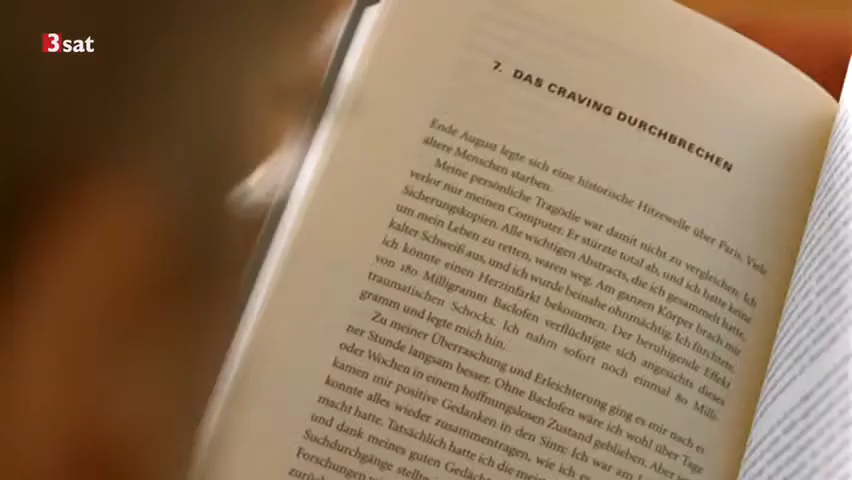 3sat
7. DAS CRAVING DURCHBRECHEN
Ende August legte sich eine historische Hitzewelle über Paris. Viele
ältere Menschen starben.
Meine persönliche Tragödie war damit nicht zu vergleichen. Ich
verlor nur meinen Computer. Er stürzte total ab, und ich hatte keine
Sicherungskopien. Alle wichtigen Abstracts, die ich gesammelt hatte,
um mein Leben zu retten, waren weg. Am ganzen Körper brach mir
kalter Schweiß aus, und ich wurde beinahe ohnmächtig. Ich fürchtete,
ich könnte einen Herzinfarkt bekommen. Der beruhigende Effekt
von 180 Milligramm Baclofen verflüchtigte sich angesichts dieses
traumatischen Schocks. Ich nahm sofort noch einmal 80 Milli-
gramm und legte mich hin.
Zu meiner Überraschung und Erleichterung ging es mir nach ei-
ner Stunde langsam besser. Ohne Baclofen wäre ich wohl über Tage
oder Wochen in einem hoffnungslosen Zustand geblieben. Aber jetzt
kamen mir positive Gedanken in den Sinn: Ich war am
konnte alles wieder zusammentragen, wie ich es
macht hatte. Tatsächlich hatte ich die
und dank meines guten
Suchdurchgänge
Forschungen